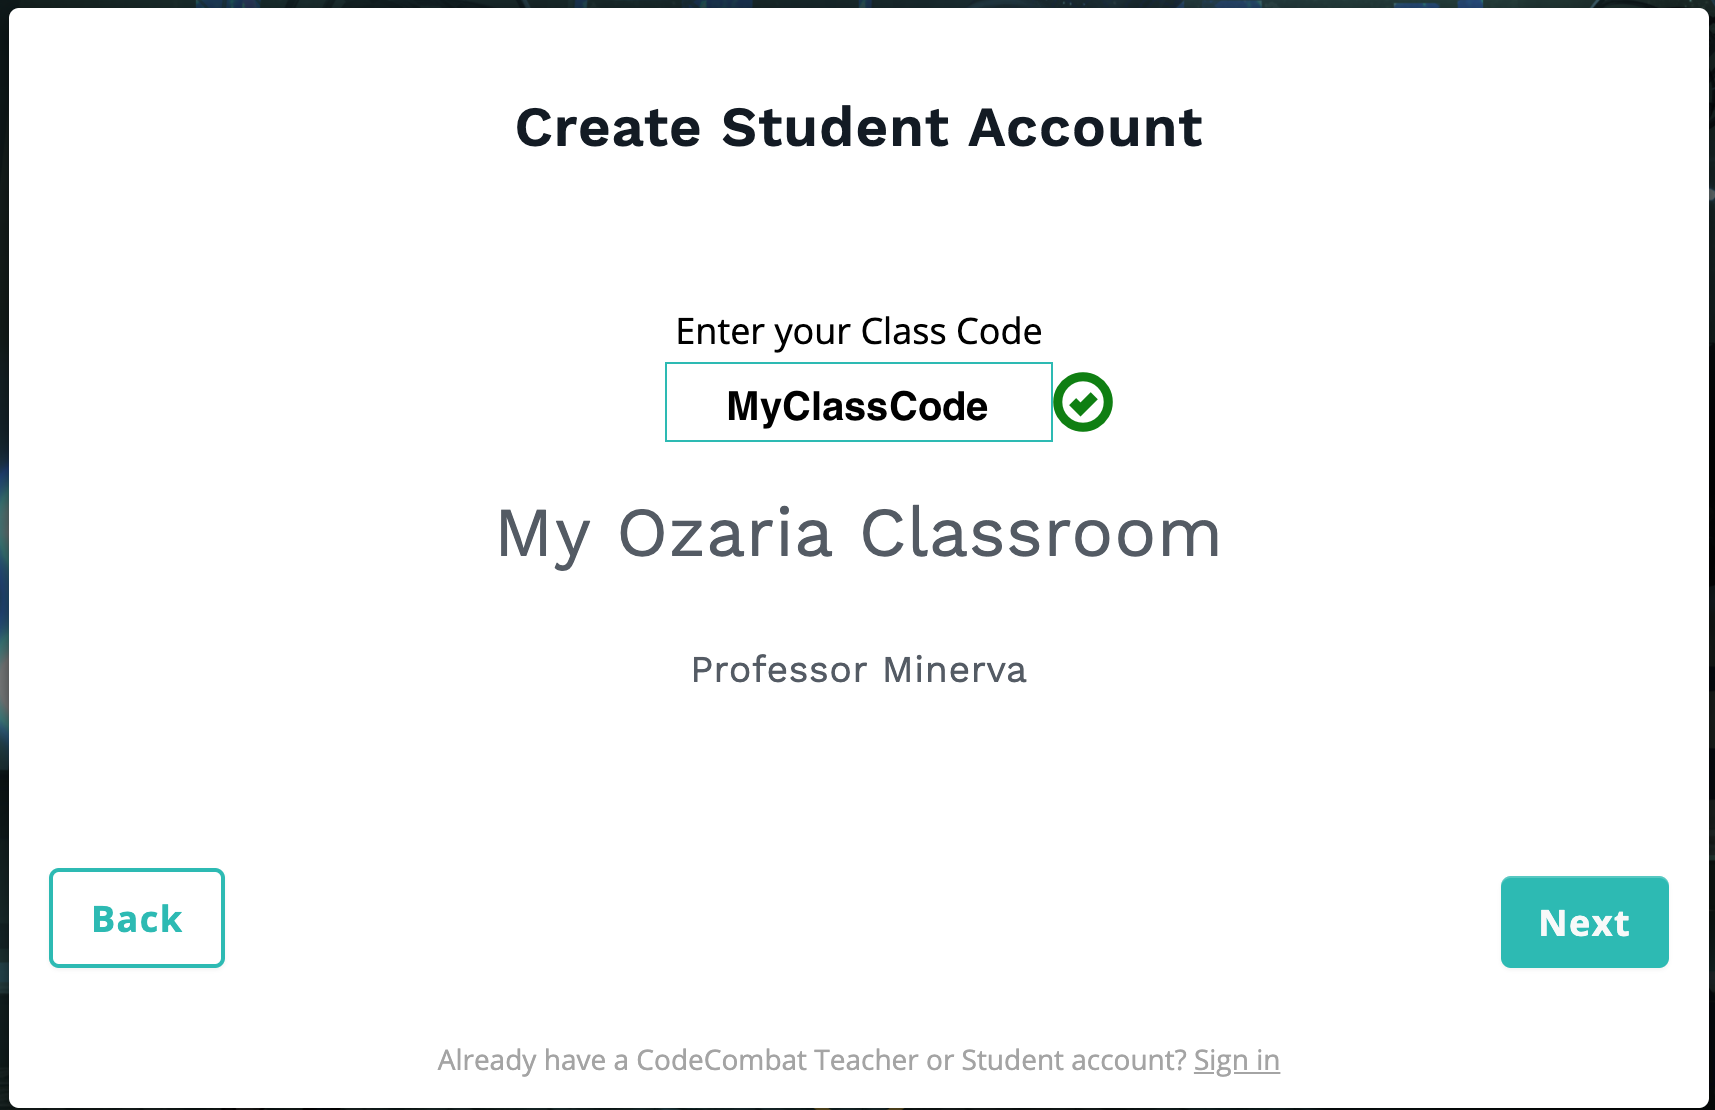 Create Student Account
Enter your Class Code
MyClassCode
My Ozaria Classroom
Professor Minerva
Back
Next
Already have a CodeCombat Teacher or Student account? Sign in